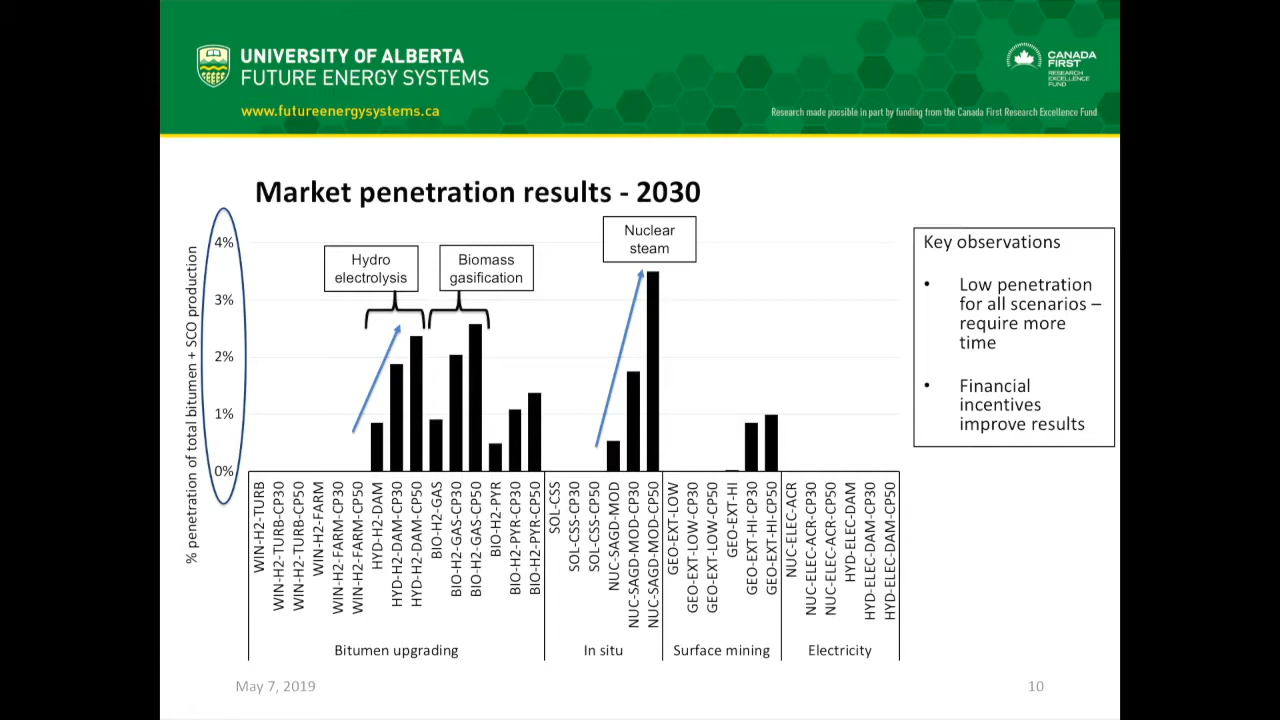 UNIVERSITY OF ALBERTA
FUTURE ENERGY SYSTEMS
www.futureenergysystems.ca
CANADA
FIRST
RESEARCH
EXCELLENCE
FUND
Research made possible in part by funding from the Canada First Research Excellence Fund
Market penetration results - 2030
% penetration of total bitumen + SCO production
4%
3%
2%
1%
0%
Hydro
electrolysis
Biomass
gasification
Nuclear
steam
WIN-H2-TURB
WIN-H2-TURB-CP30
WIN-H2-TURB-CP50
WIN-H2-FARM
WIN-H2-FARM-CP30
WIN-H2-FARM-CP50
HYD-H2-DAM
HYD-H2-DAM-CP30
HYD-H2-DAM-CP50
BIO-H2-GAS
BIO-H2-GAS-CP30
BIO-H2-GAS-CP50
BIO-H2-PYR
BIO-H2-PYR-CP30
BIO-H2-PYR-CP50
SOL-CSS
SOL-CSS-CP30
SOL-CSS-CP50
NUC-SAGD-MOD
NUC-SAGD-MOD-CP30
NUC-SAGD-MOD-CP50
GEO-EXT-LOW
GEO-EXT-LOW-CP30
GEO-EXT-LOW-CP50
GEO-EXT-HI
GEO-EXT-HI-CP30
GEO-EXT-HI-CP50
NUC-ELEC-ACR
NUC-ELEC-ACR-CP30
NUC-ELEC-ACR-CP50
HYD-ELEC-DAM
HYD-ELEC-DAM-CP30
HYD-ELEC-DAM-CP50
Bitumen upgrading
In situ
Surface mining
Electricity
Key observations
• Low penetration
for all scenarios –
require more
time
• Financial
incentives
improve results
May 7, 2019
10